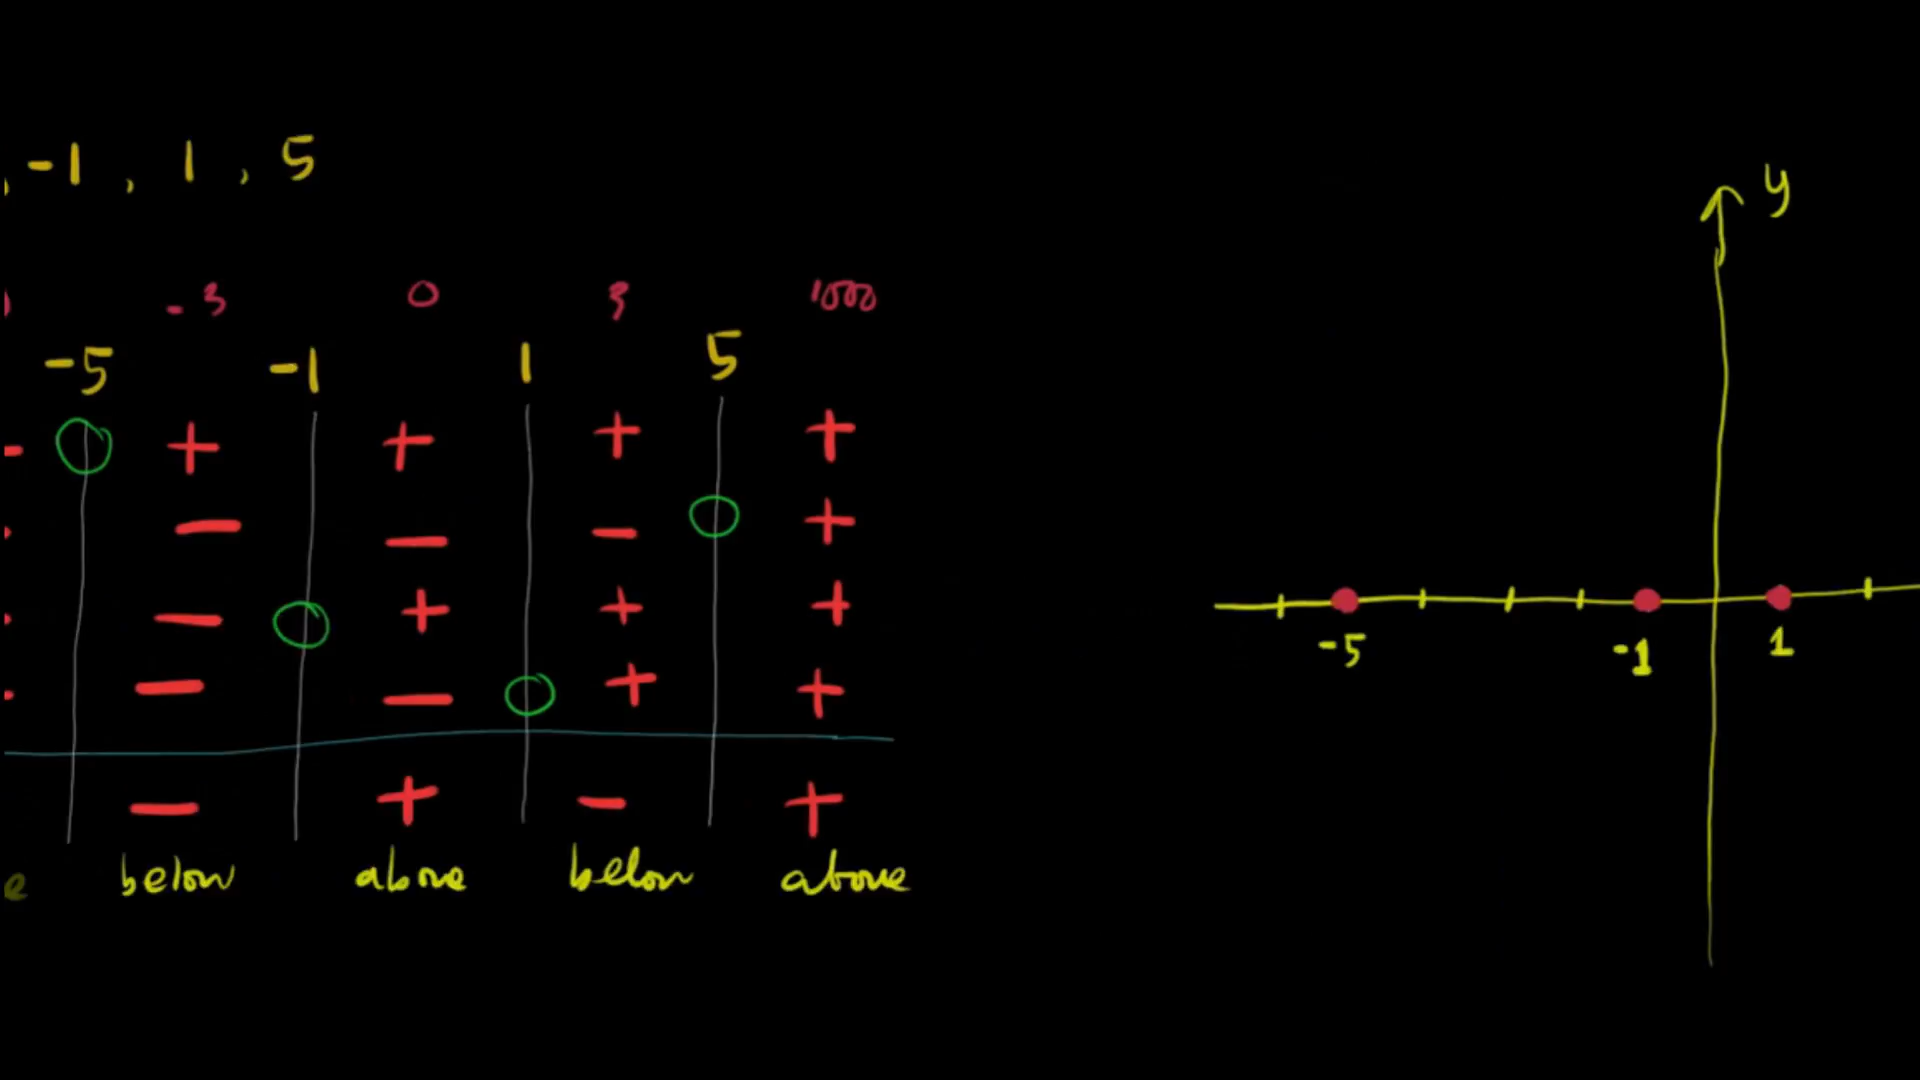 , -1 , 1 , 5
y
-3 0 3 1000
-5 -1 1 5
+ + + +
- - - +
- + + +
-5 -1 1
- - + +
- + - +
below above below above